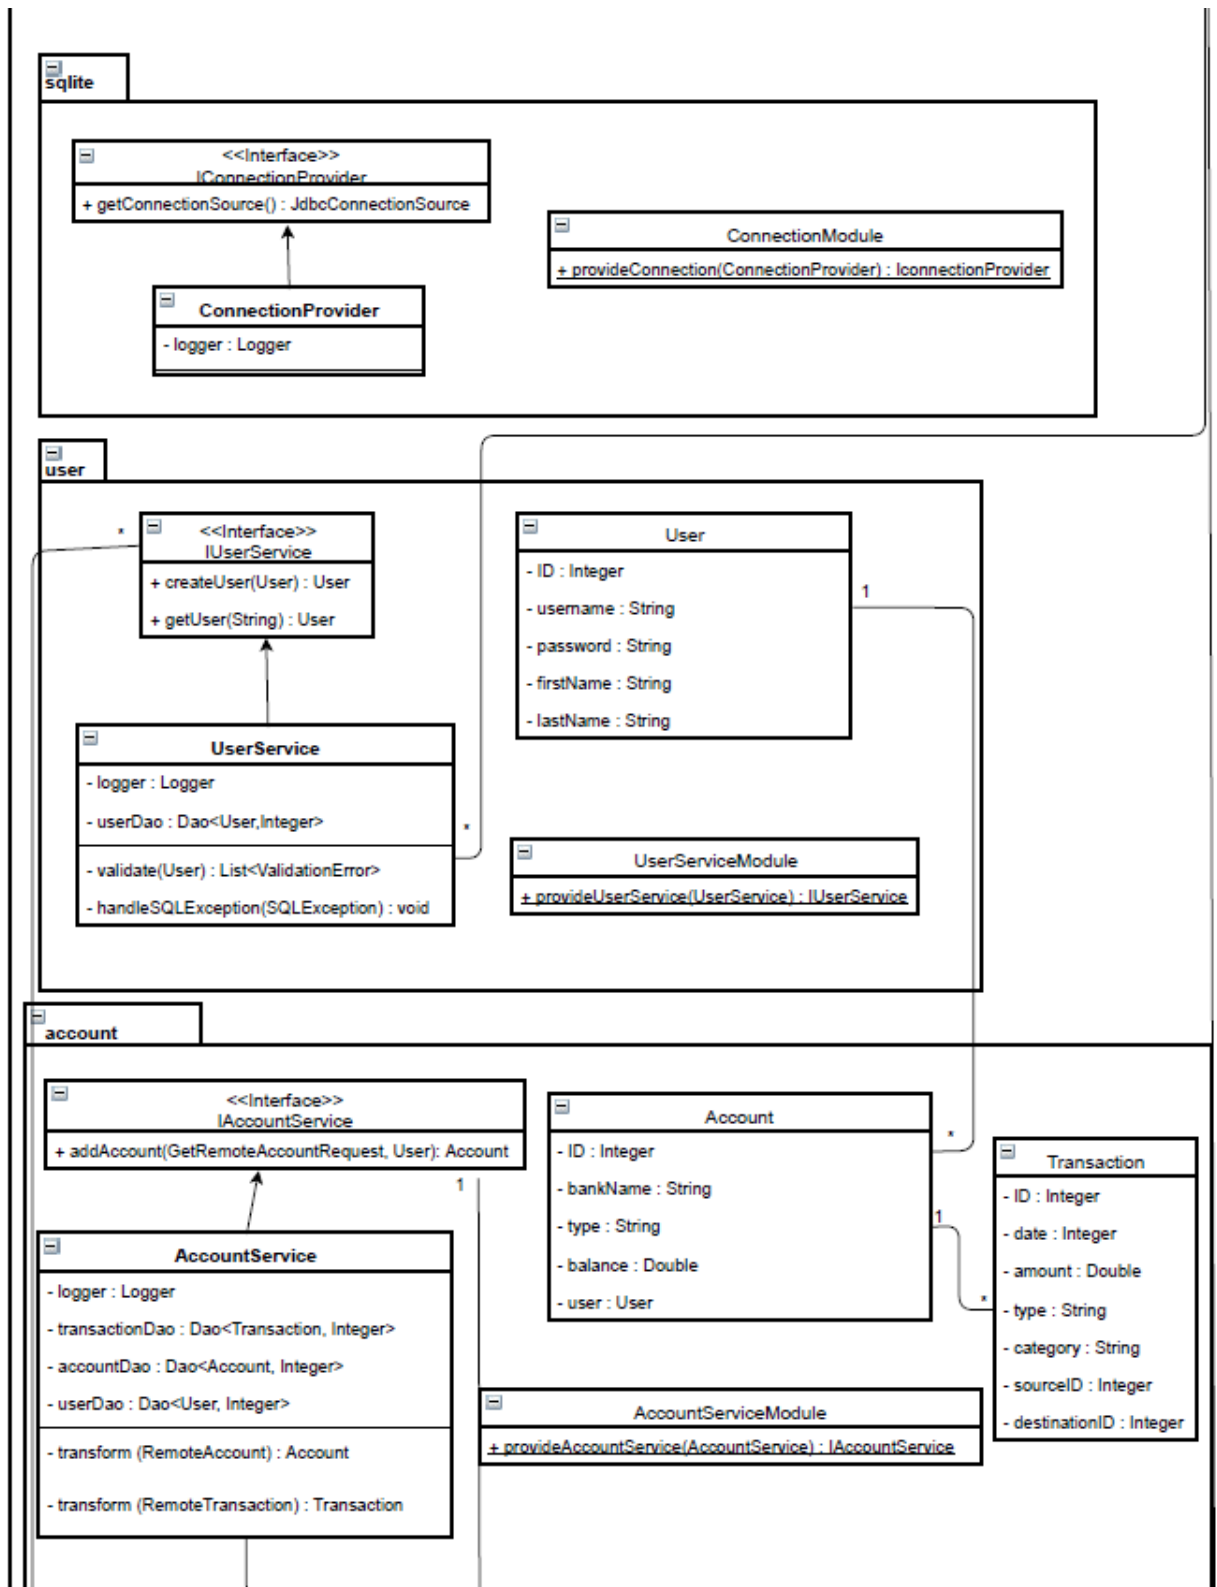 sqlite
<<Interface>>
IConnectionProvider
+ getConnectionSource() : JdbcConnectionSource
ConnectionModule
+ provideConnection(ConnectionProvider) : IconnectionProvider
ConnectionProvider
- logger : Logger
user
*
<<Interface>>
IUserService
+ createUser(User) : User
+ getUser(String) : User
User
- ID : Integer
- username : String
- password : String
- firstName : String
- lastName : String
1
UserService
- logger : Logger
- userDao : Dao<User,Integer>
- validate(User) : List<ValidationError>
- handleSQLException(SQLException) : void
*
UserServiceModule
+ provideUserService(UserService) : IUserService
account
<<Interface>>
IAccountService
+ addAccount(GetRemoteAccountRequest, User): Account
1
Account
- ID : Integer
- bankName : String
- type : String
- balance : Double
- user : User
*
1
*
Transaction
- ID : Integer
- date : Integer
- amount : Double
- type : String
- category : String
- sourceID : Integer
- destinationID : Integer
AccountService
- logger : Logger
- transactionDao : Dao<Transaction, Integer>
- accountDao : Dao<Account, Integer>
- userDao : Dao<User, Integer>
- transform (RemoteAccount) : Account
- transform (RemoteTransaction) : Transaction
AccountServiceModule
+ provideAccountService(AccountService) : IAccountService